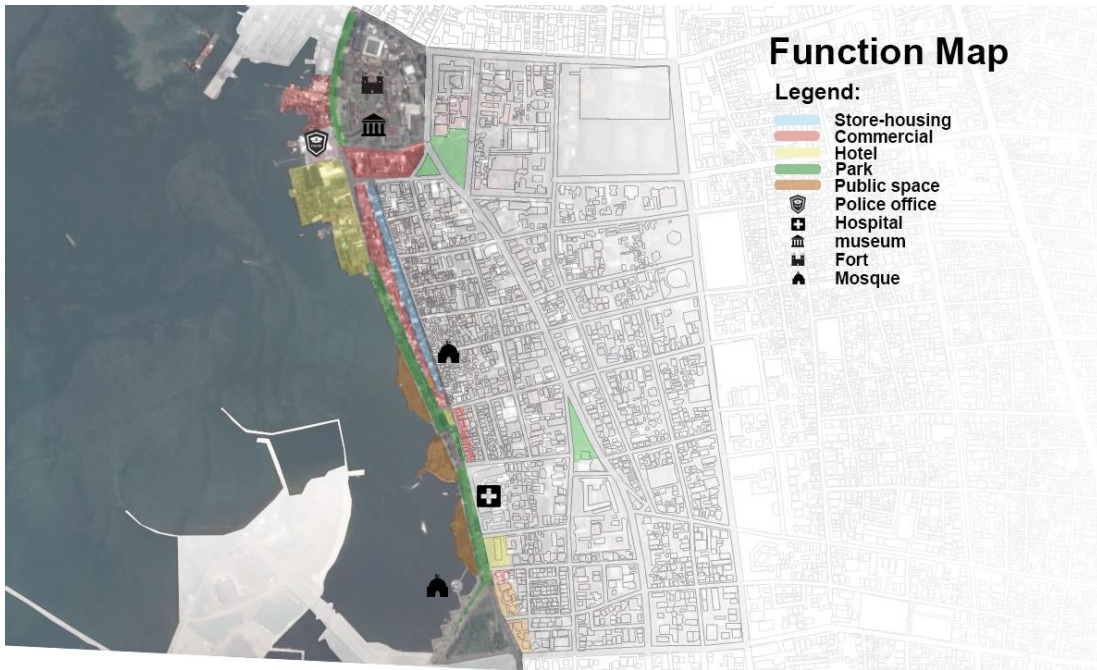 Function Map
Legend:
Store-housing
Commercial
Hotel
Park
Public space
Police office
Hospital
museum
Fort
Mosque